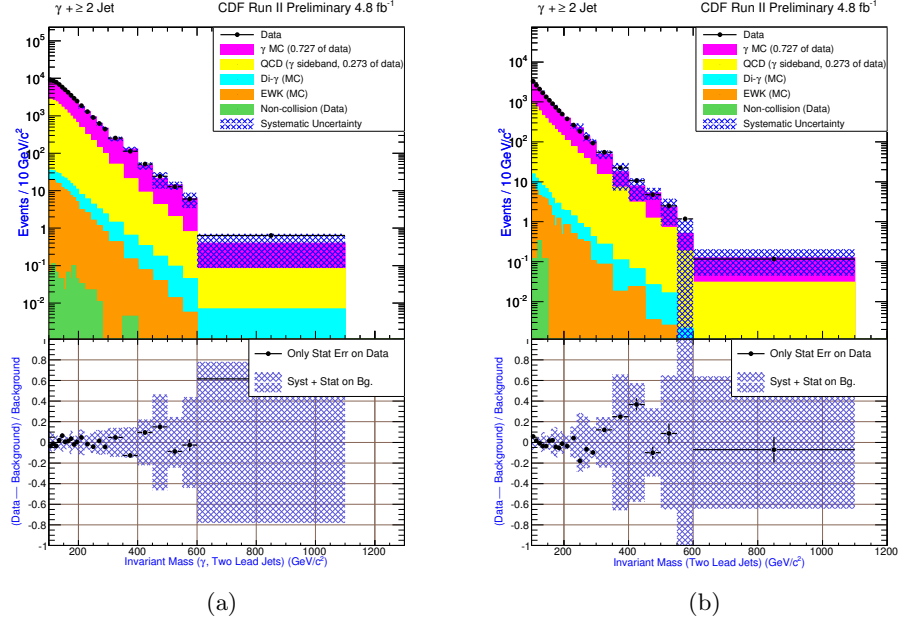 γ + ≥ 2 Jet
CDF Run II Preliminary 4.8 fb⁻¹
Events / 10 GeV/c²
10⁵
10⁴
10³
10²
10
1
10⁻¹
10⁻²
Data
γ MC (0.727 of data)
QCD (γ sideband, 0.273 of data)
Di-γ (MC)
EWK (MC)
Non-collision (Data)
Systematic Uncertainty
(Data — Background) / Background
1
0.8
0.6
0.4
0.2
0
-0.2
-0.4
-0.6
-0.8
-1
Only Stat Err on Data
Syst + Stat on Bg.
200 400 600 800 1000 1200
Invariant Mass (γ, Two Lead Jets) (GeV/c²)
(a)
γ + ≥ 2 Jet
CDF Run II Preliminary 4.8 fb⁻¹
Events / 10 GeV/c²
10⁵
10⁴
10³
10²
10
1
10⁻¹
10⁻²
Data
γ MC (0.727 of data)
QCD (γ sideband, 0.273 of data)
Di-γ (MC)
EWK (MC)
Non-collision (Data)
Systematic Uncertainty
(Data — Background) / Background
1
0.8
0.6
0.4
0.2
0
-0.2
-0.4
-0.6
-0.8
-1
Only Stat Err on Data
Syst + Stat on Bg.
200 400 600 800 1000 1200
Invariant Mass (Two Lead Jets) (GeV/c²)
(b)